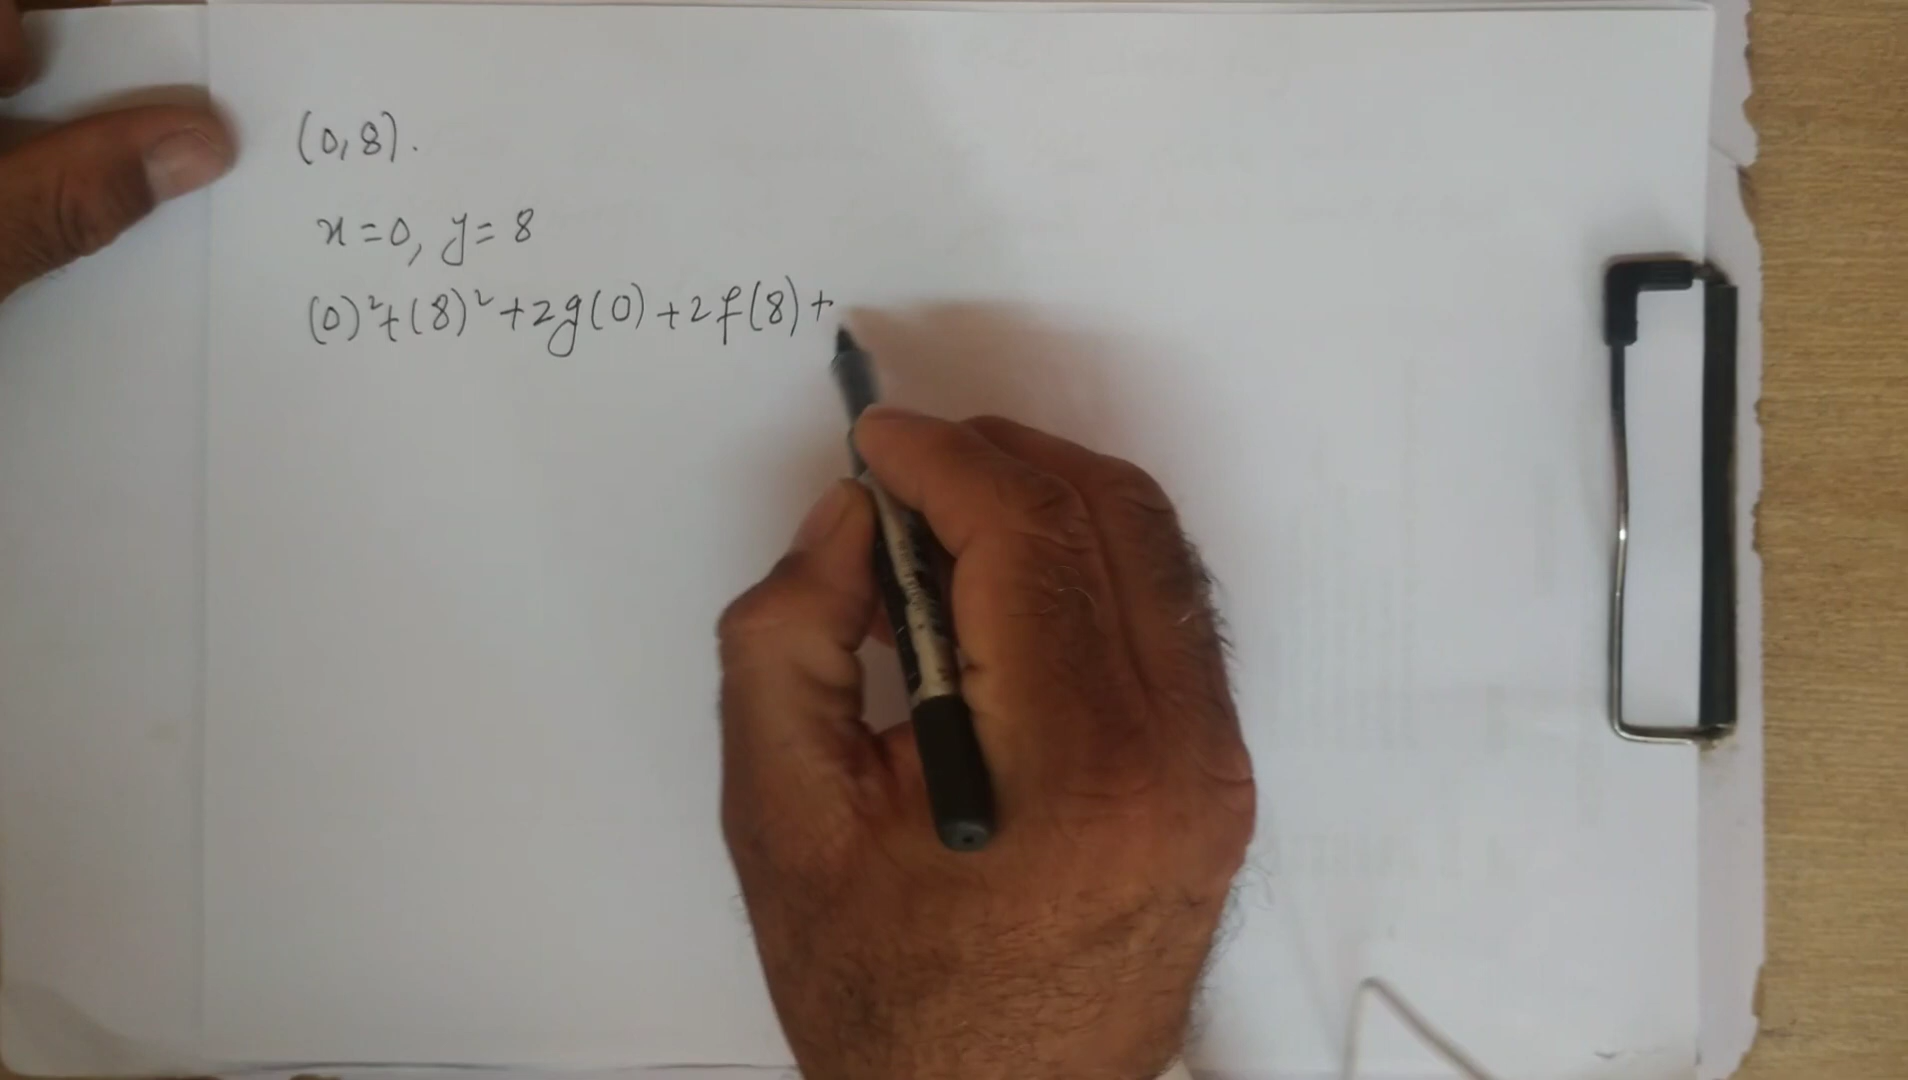 (0,8).
x=0, y=8
(0)²+(8)²+2g(0)+2f(8)+